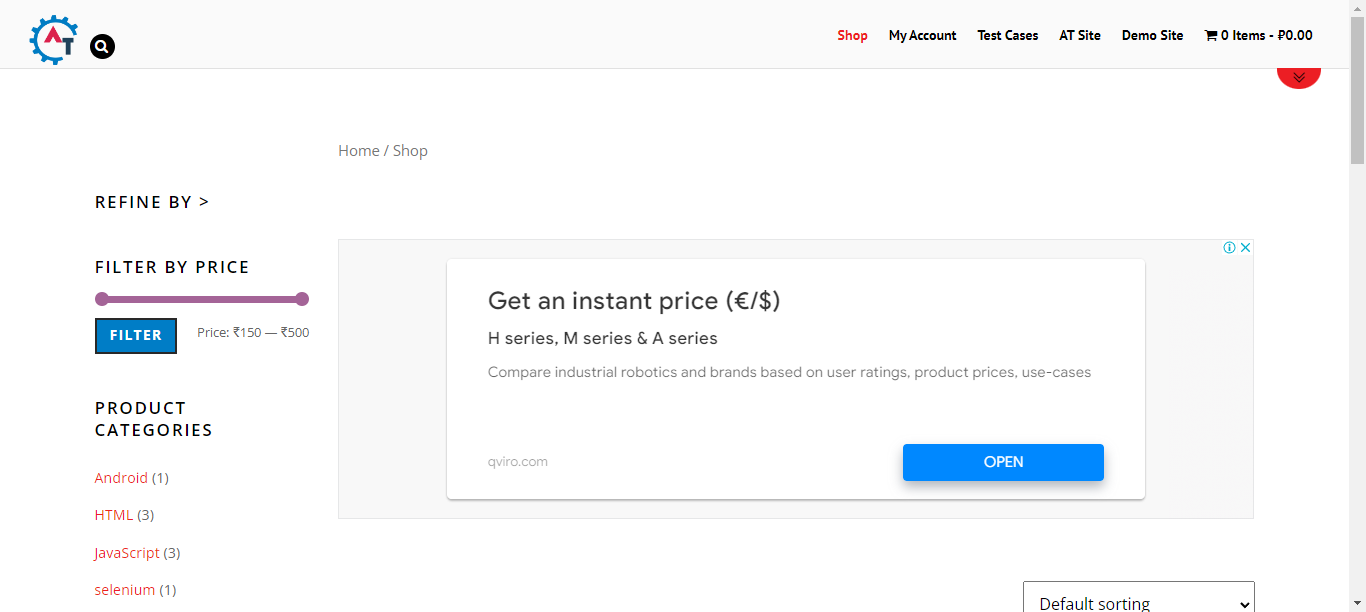 AT
Shop
My Account
Test Cases
AT Site
Demo Site
0 Items - ₽0.00
Home / Shop
REFINE BY >
FILTER BY PRICE
FILTER
Price: ₹150 — ₹500
PRODUCT
CATEGORIES
Android (1)
HTML (3)
JavaScript (3)
selenium (1)
Get an instant price (€/$)
H series, M series & A series
Compare industrial robotics and brands based on user ratings, product prices, use-cases
qviro.com
OPEN
Default sorting